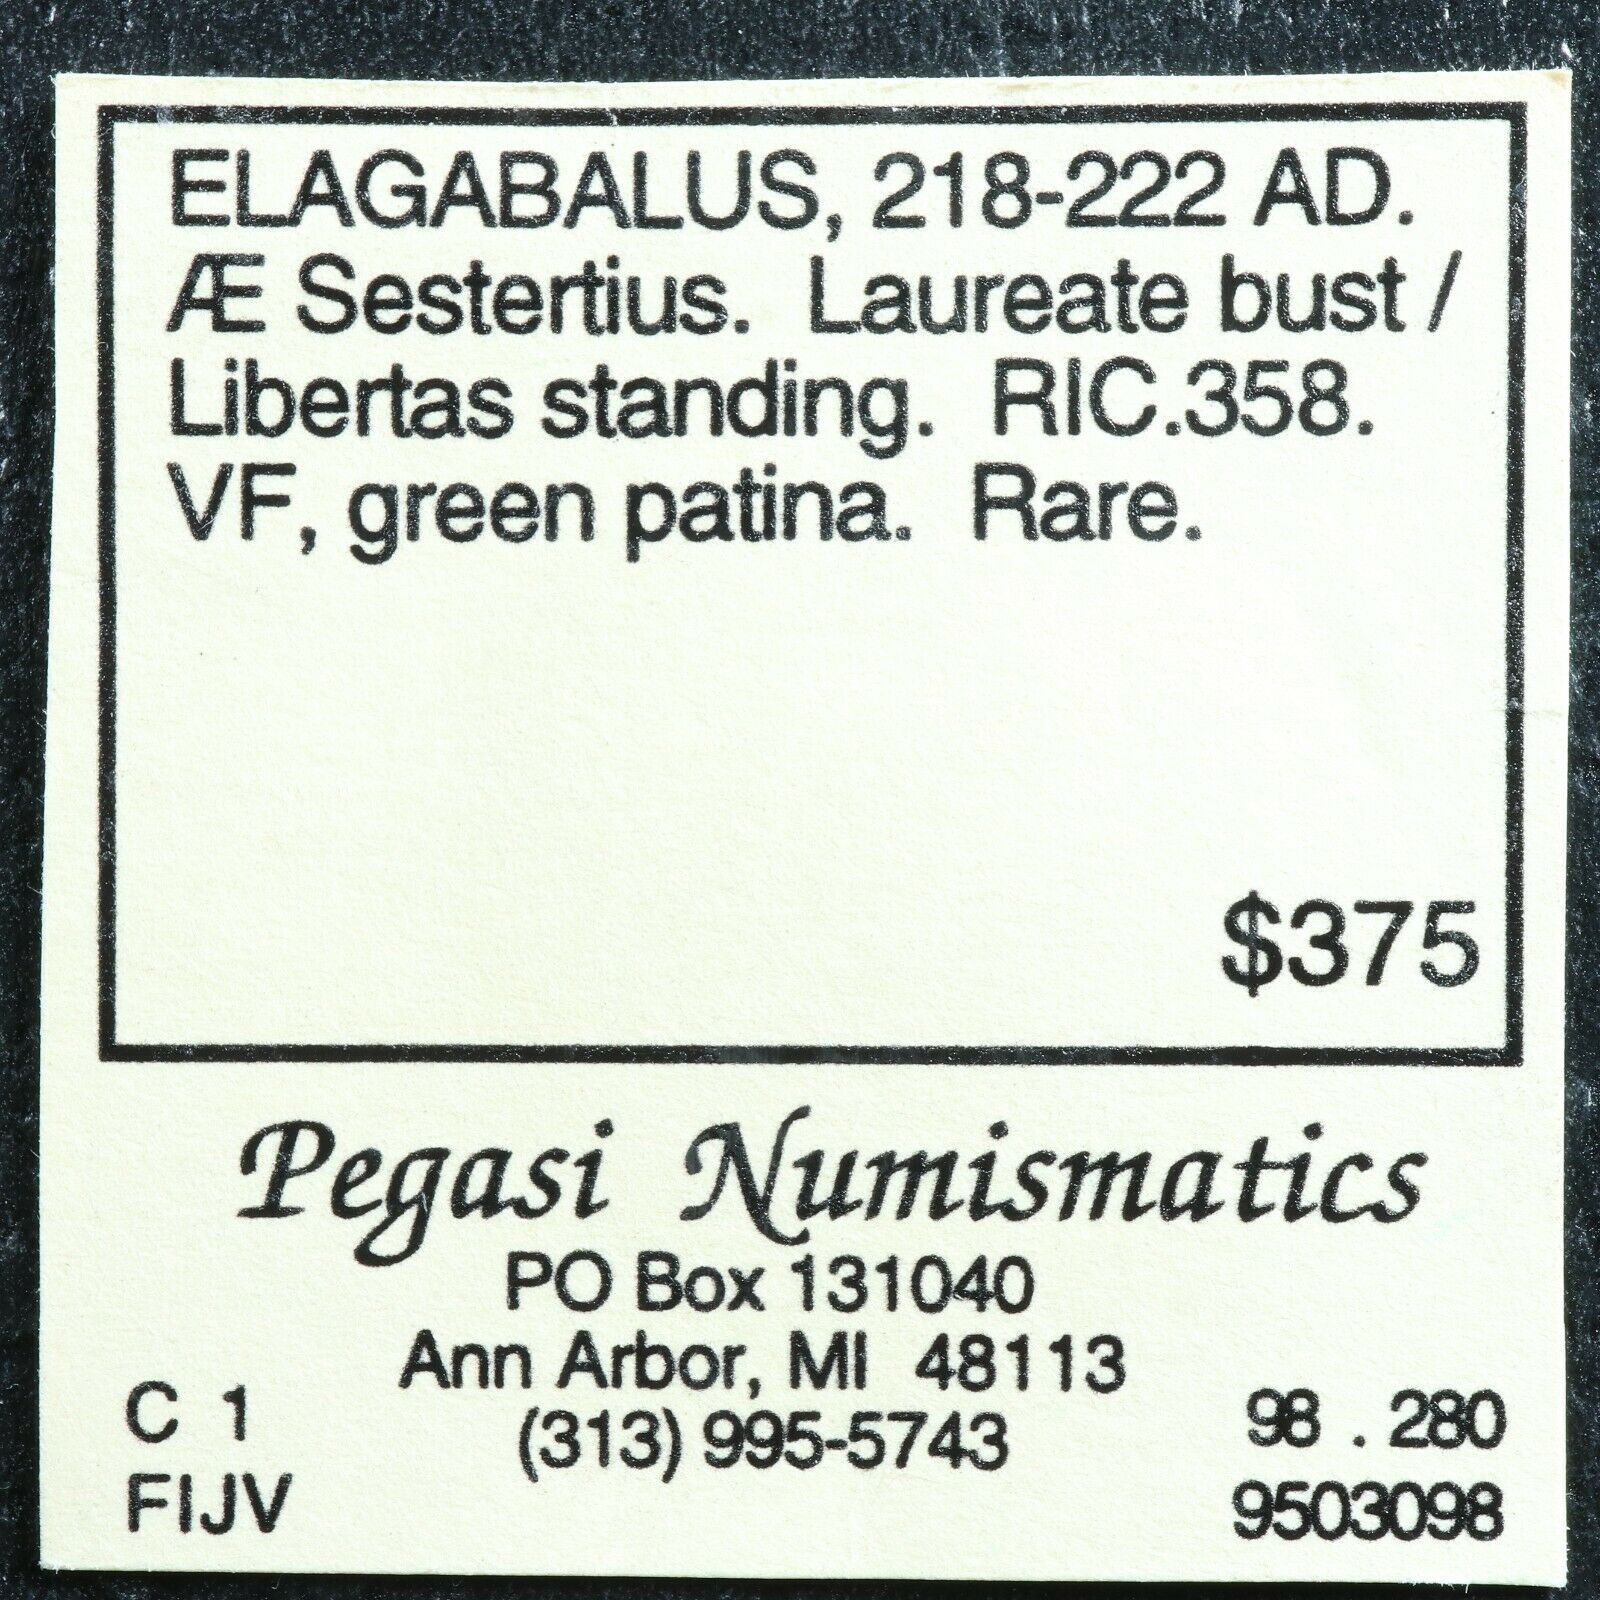 ELAGABALUS, 218-222 AD.
Æ Sestertius. Laureate bust /
Libertas standing. RIC.358.
VF, green patina. Rare.
$375
Pegasi Numismatics
PO Box 131040
Ann Arbor, MI 48113
(313) 995-5743
C 1
FIJV
98 . 280
9503098